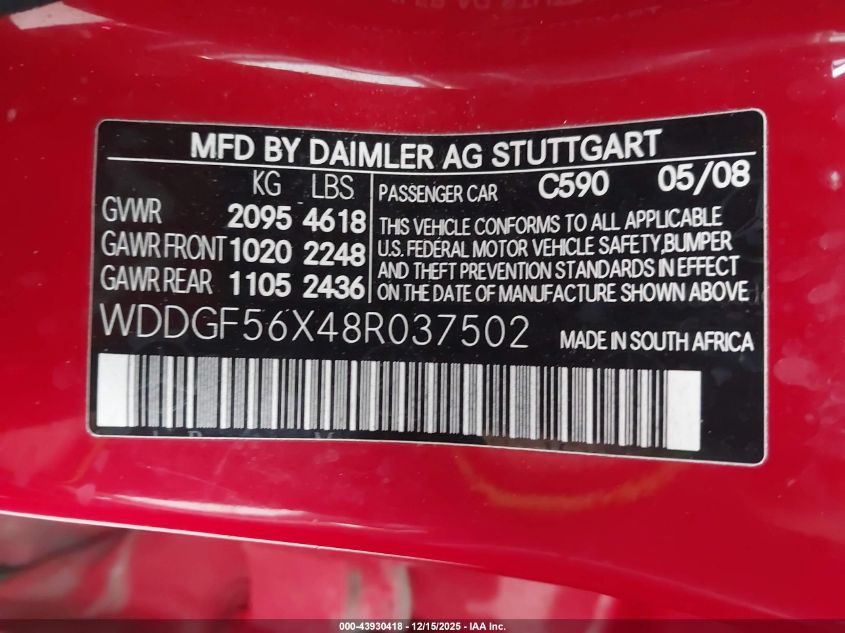 MFD BY DAIMLER AG STUTTGART
KG LBS
GVWR 2095 4618
GAWR FRONT 1020 2248
GAWR REAR 1105 2436
PASSENGER CAR C590 05/08
THIS VEHICLE CONFORMS TO ALL APPLICABLE
U.S. FEDERAL MOTOR VEHICLE SAFETY,BUMPER
AND THEFT PREVENTION STANDARDS IN EFFECT
ON THE DATE OF MANUFACTURE SHOWN ABOVE
WDDGF56X48R037502
MADE IN SOUTH AFRICA
000-43930418 - 12/15/2025 - IAA Inc.